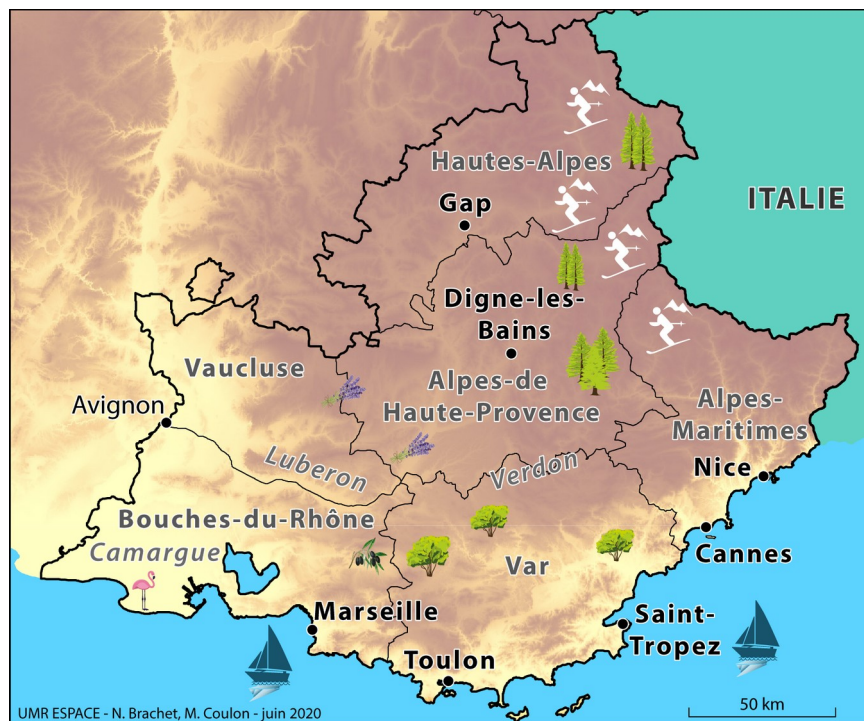 Hautes-Alpes
ITALIE
Gap
Digne-les-
Bains
Vaucluse
Alpes-de
Haute-Provence
Avignon
Alpes-
Maritimes
Luberon
Verdon
Nice
Bouches-du-Rhône
Camargue
Cannes
Var
Marseille
Saint-
Tropez
Toulon
50 km
UMR ESPACE - N. Brachet, M. Coulon - juin 2020